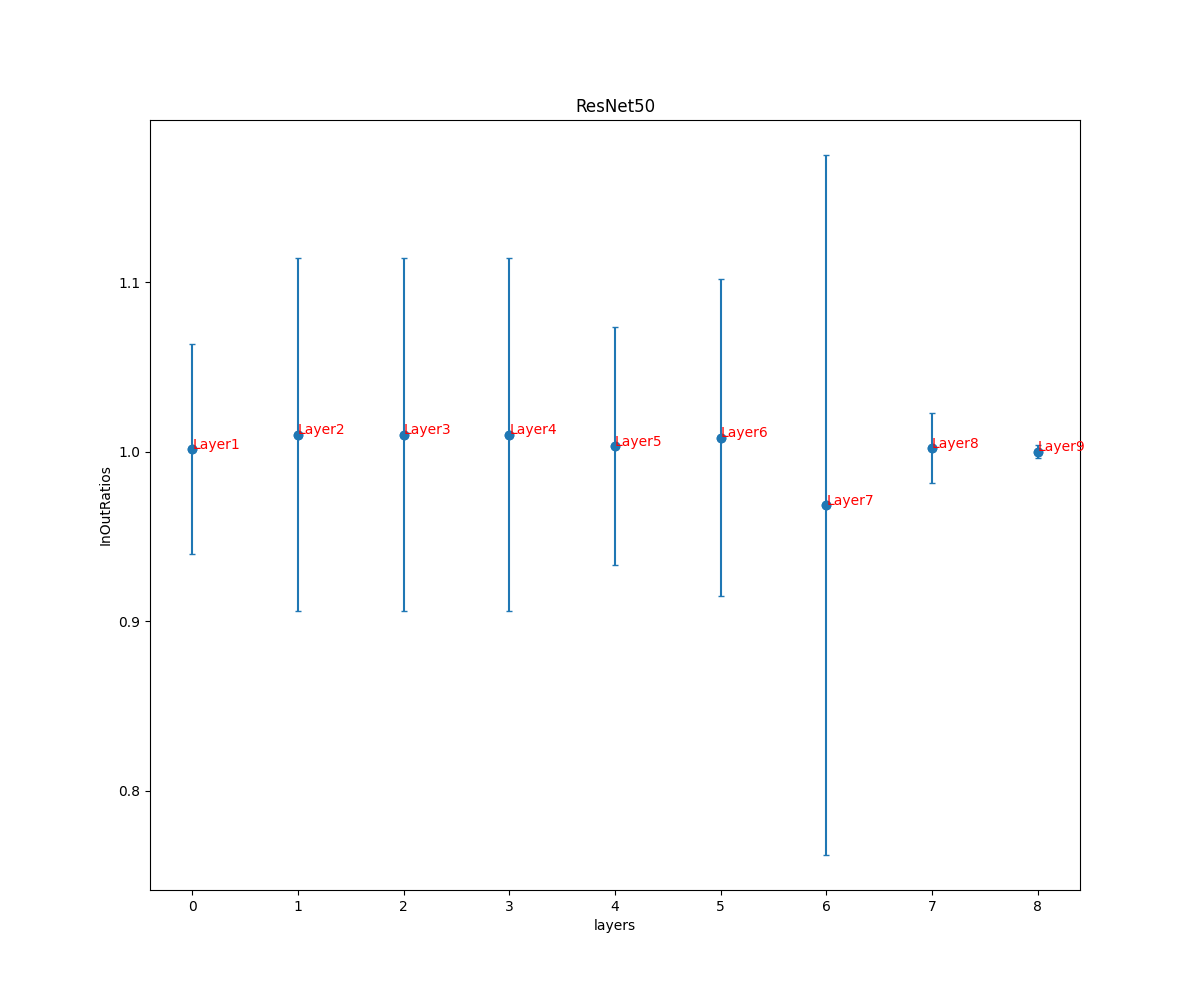 ResNet50
InOutRatios
1.1
1.0
0.9
0.8
Layer1
Layer2
Layer3
Layer4
Layer5
Layer6
Layer7
Layer8
Layer9
0 1 2 3 4 5 6 7 8
layers